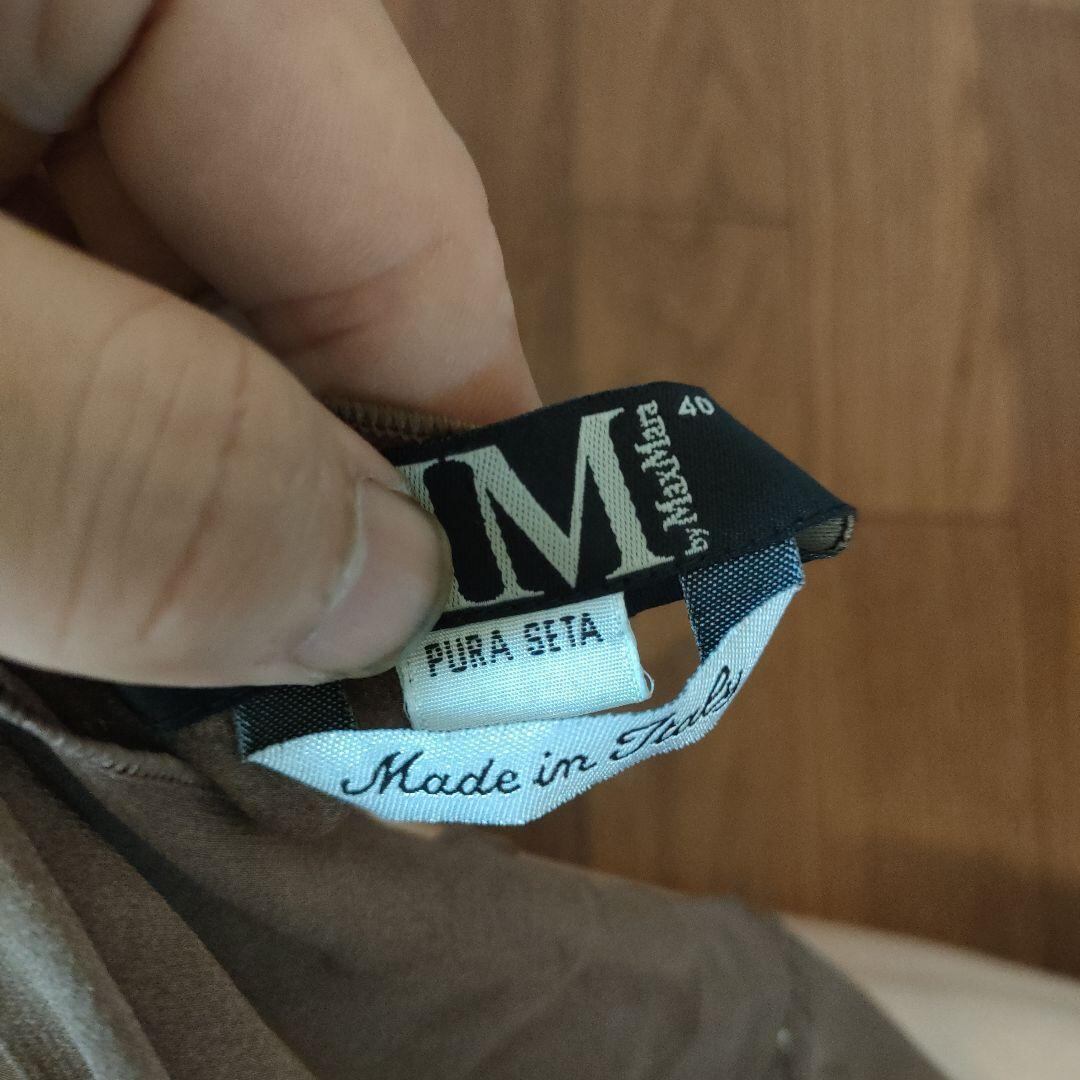 M
by MaxMara
40
PURA SETA
Made in Italy